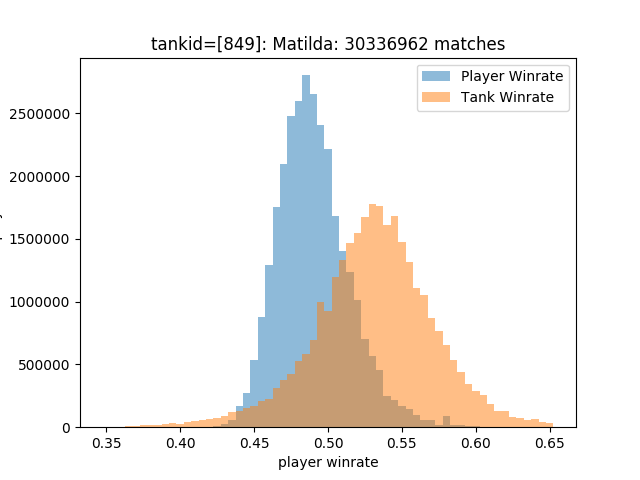 tankid=[849]: Matilda: 30336962 matches
Player Winrate
Tank Winrate
2500000
2000000
1500000
1000000
500000
0
0.35 0.40 0.45 0.50 0.55 0.60 0.65
player winrate